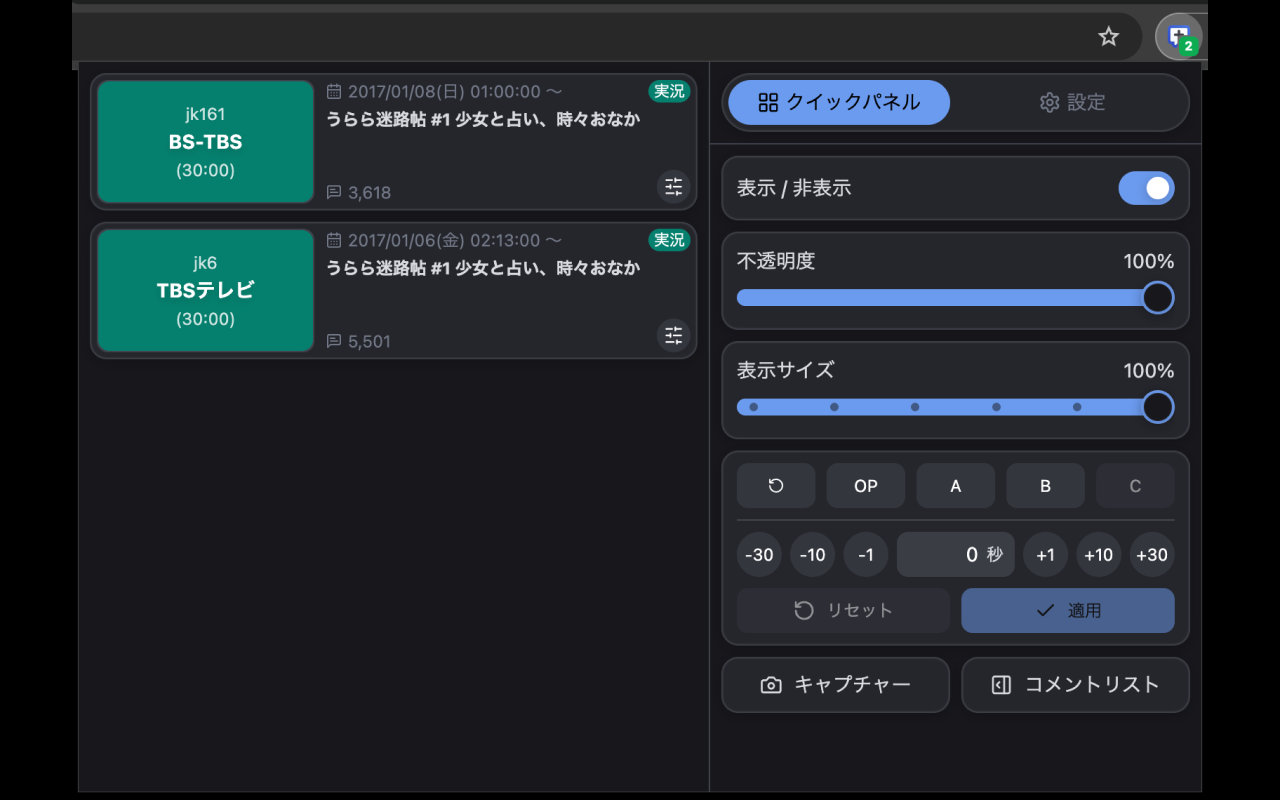 2
jk161
BS-TBS
(30:00)
2017/01/08(日) 01:00:00 〜
実況
うらら迷路帖 #1 少女と占い、時々おなか
3,618
jk6
TBSテレビ
(30:00)
2017/01/06(金) 02:13:00 〜
実況
うらら迷路帖 #1 少女と占い、時々おなか
5,501
クイックパネル
設定
表示 / 非表示
不透明度 100%
表示サイズ 100%
OP A B C
-30 -10 -1 0 秒 +1 +10 +30
リセット 適用
キャプチャー コメントリスト